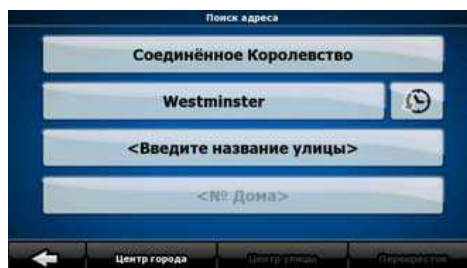 Поиск адреса
Соединённое Королевство
Westminster
<Введите название улицы>
<№ Дома>
Центр города Центр улицы Перекресток